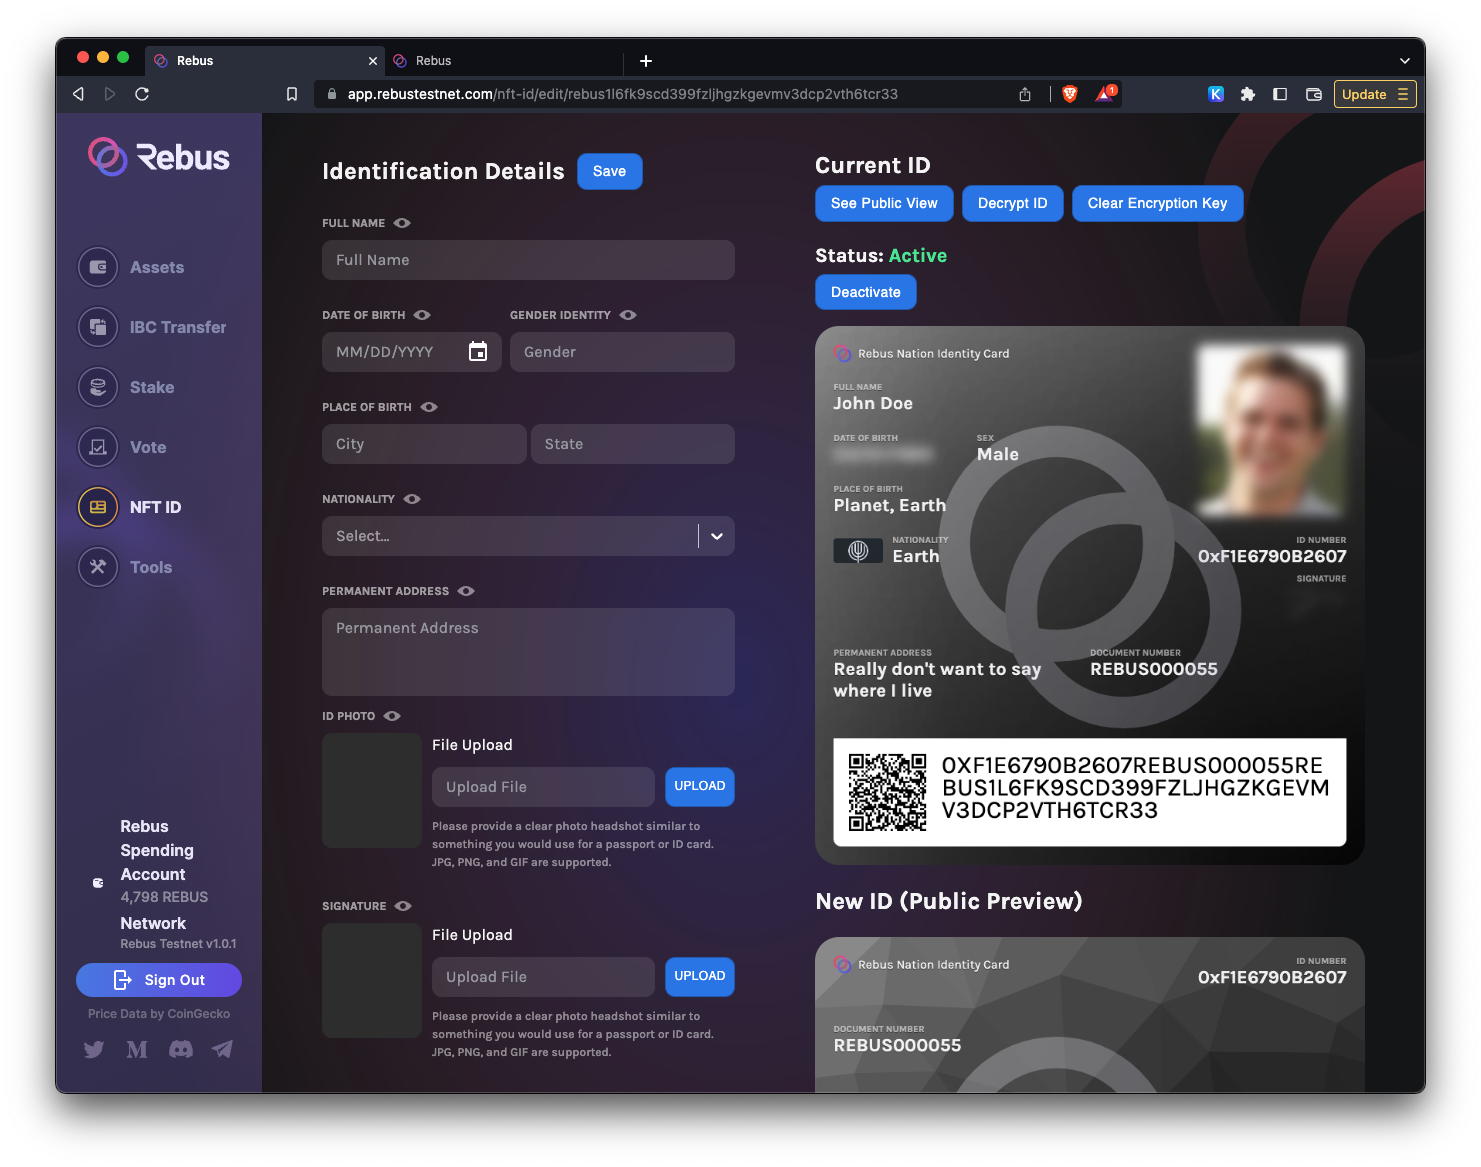 Rebus
Rebus
app.rebustestnet.com/nft-id/edit/rebus1l6fk9scd399fzljhgzkgevmv3dcp2vth6tcr33
1
K
Update
Rebus
Assets
IBC Transfer
Stake
Vote
NFT ID
Tools
Rebus
Spending
Account
4,798 REBUS
Network
Rebus Testnet v1.0.1
Sign Out
Price Data by CoinGecko
Identification Details
Save
FULL NAME
Full Name
DATE OF BIRTH
GENDER IDENTITY
MM/DD/YYYY
Gender
PLACE OF BIRTH
City
State
NATIONALITY
Select...
PERMANENT ADDRESS
Permanent Address
ID PHOTO
File Upload
Upload File
UPLOAD
Please provide a clear photo headshot similar to
something you would use for a passport or ID card.
JPG, PNG, and GIF are supported.
SIGNATURE
File Upload
Upload File
UPLOAD
Please provide a clear photo headshot similar to
something you would use for a passport or ID card.
JPG, PNG, and GIF are supported.
Current ID
See Public View
Decrypt ID
Clear Encryption Key
Status: Active
Deactivate
Rebus Nation Identity Card
FULL NAME
John Doe
DATE OF BIRTH
SEX
Male
PLACE OF BIRTH
Planet, Earth
NATIONALITY
Earth
ID NUMBER
0xF1E6790B2607
SIGNATURE
PERMANENT ADDRESS
Really don't want to say
where I live
DOCUMENT NUMBER
REBUS000055
0XF1E6790B2607REBUS000055RE
BUS1L6FK9SCD399FZLJHGZKGEVM
V3DCP2VTH6TCR33
New ID (Public Preview)
Rebus Nation Identity Card
ID NUMBER
0xF1E6790B2607
DOCUMENT NUMBER
REBUS000055